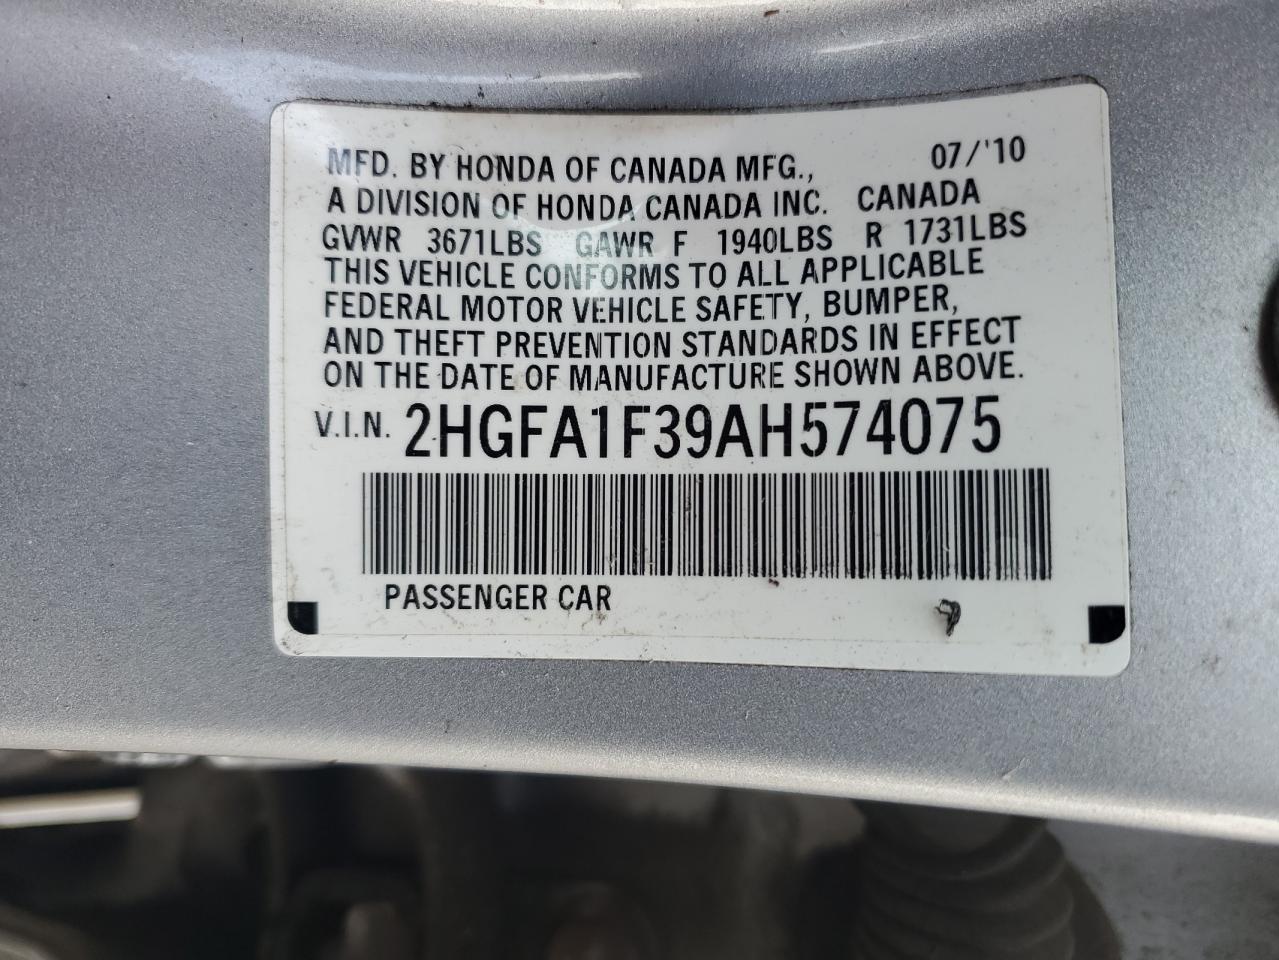 MFD. BY HONDA OF CANADA MFG., 07/'10
A DIVISION OF HONDA CANADA INC. CANADA
GVWR 3671LBS GAWR F 1940LBS R 1731LBS
THIS VEHICLE CONFORMS TO ALL APPLICABLE
FEDERAL MOTOR VEHICLE SAFETY, BUMPER,
AND THEFT PREVENTION STANDARDS IN EFFECT
ON THE DATE OF MANUFACTURE SHOWN ABOVE.
V.I.N. 2HGFA1F39AH574075
PASSENGER CAR